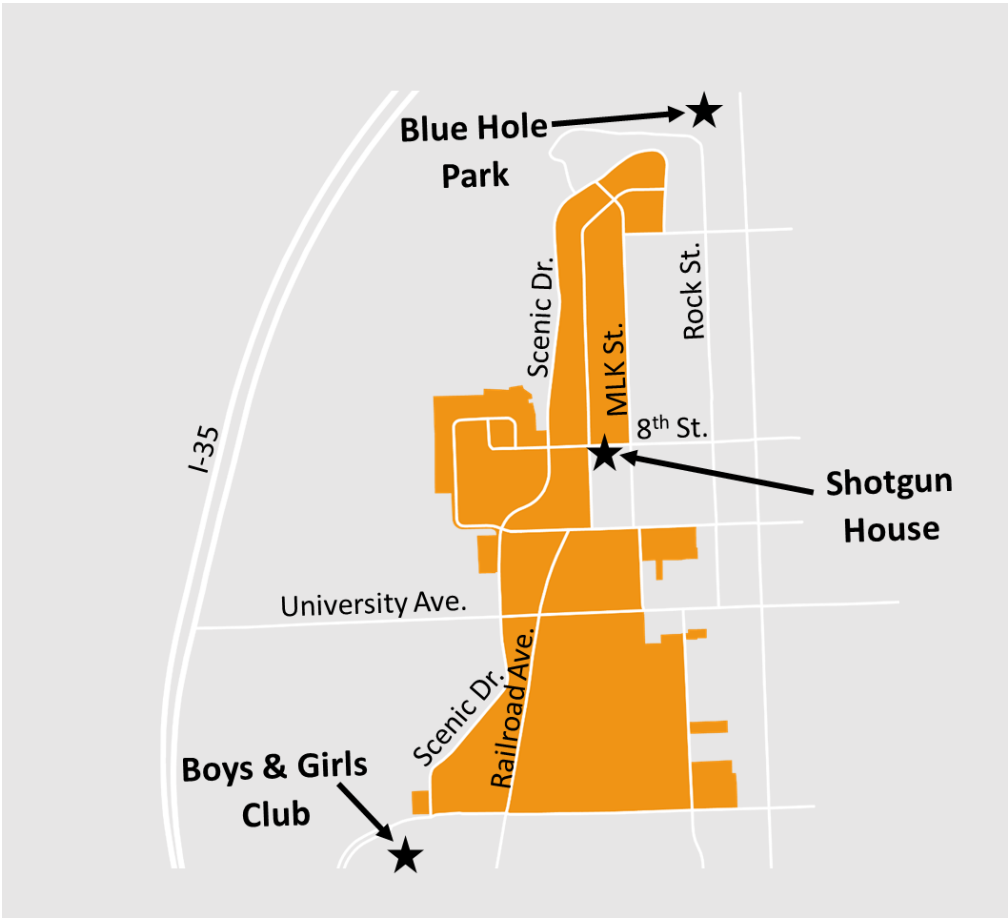 Blue Hole
Park
Scenic Dr.
Rock St.
MLK St.
8th St.
I-35
Shotgun
House
University Ave.
Scenic Dr.
Railroad Ave.
Boys & Girls
Club